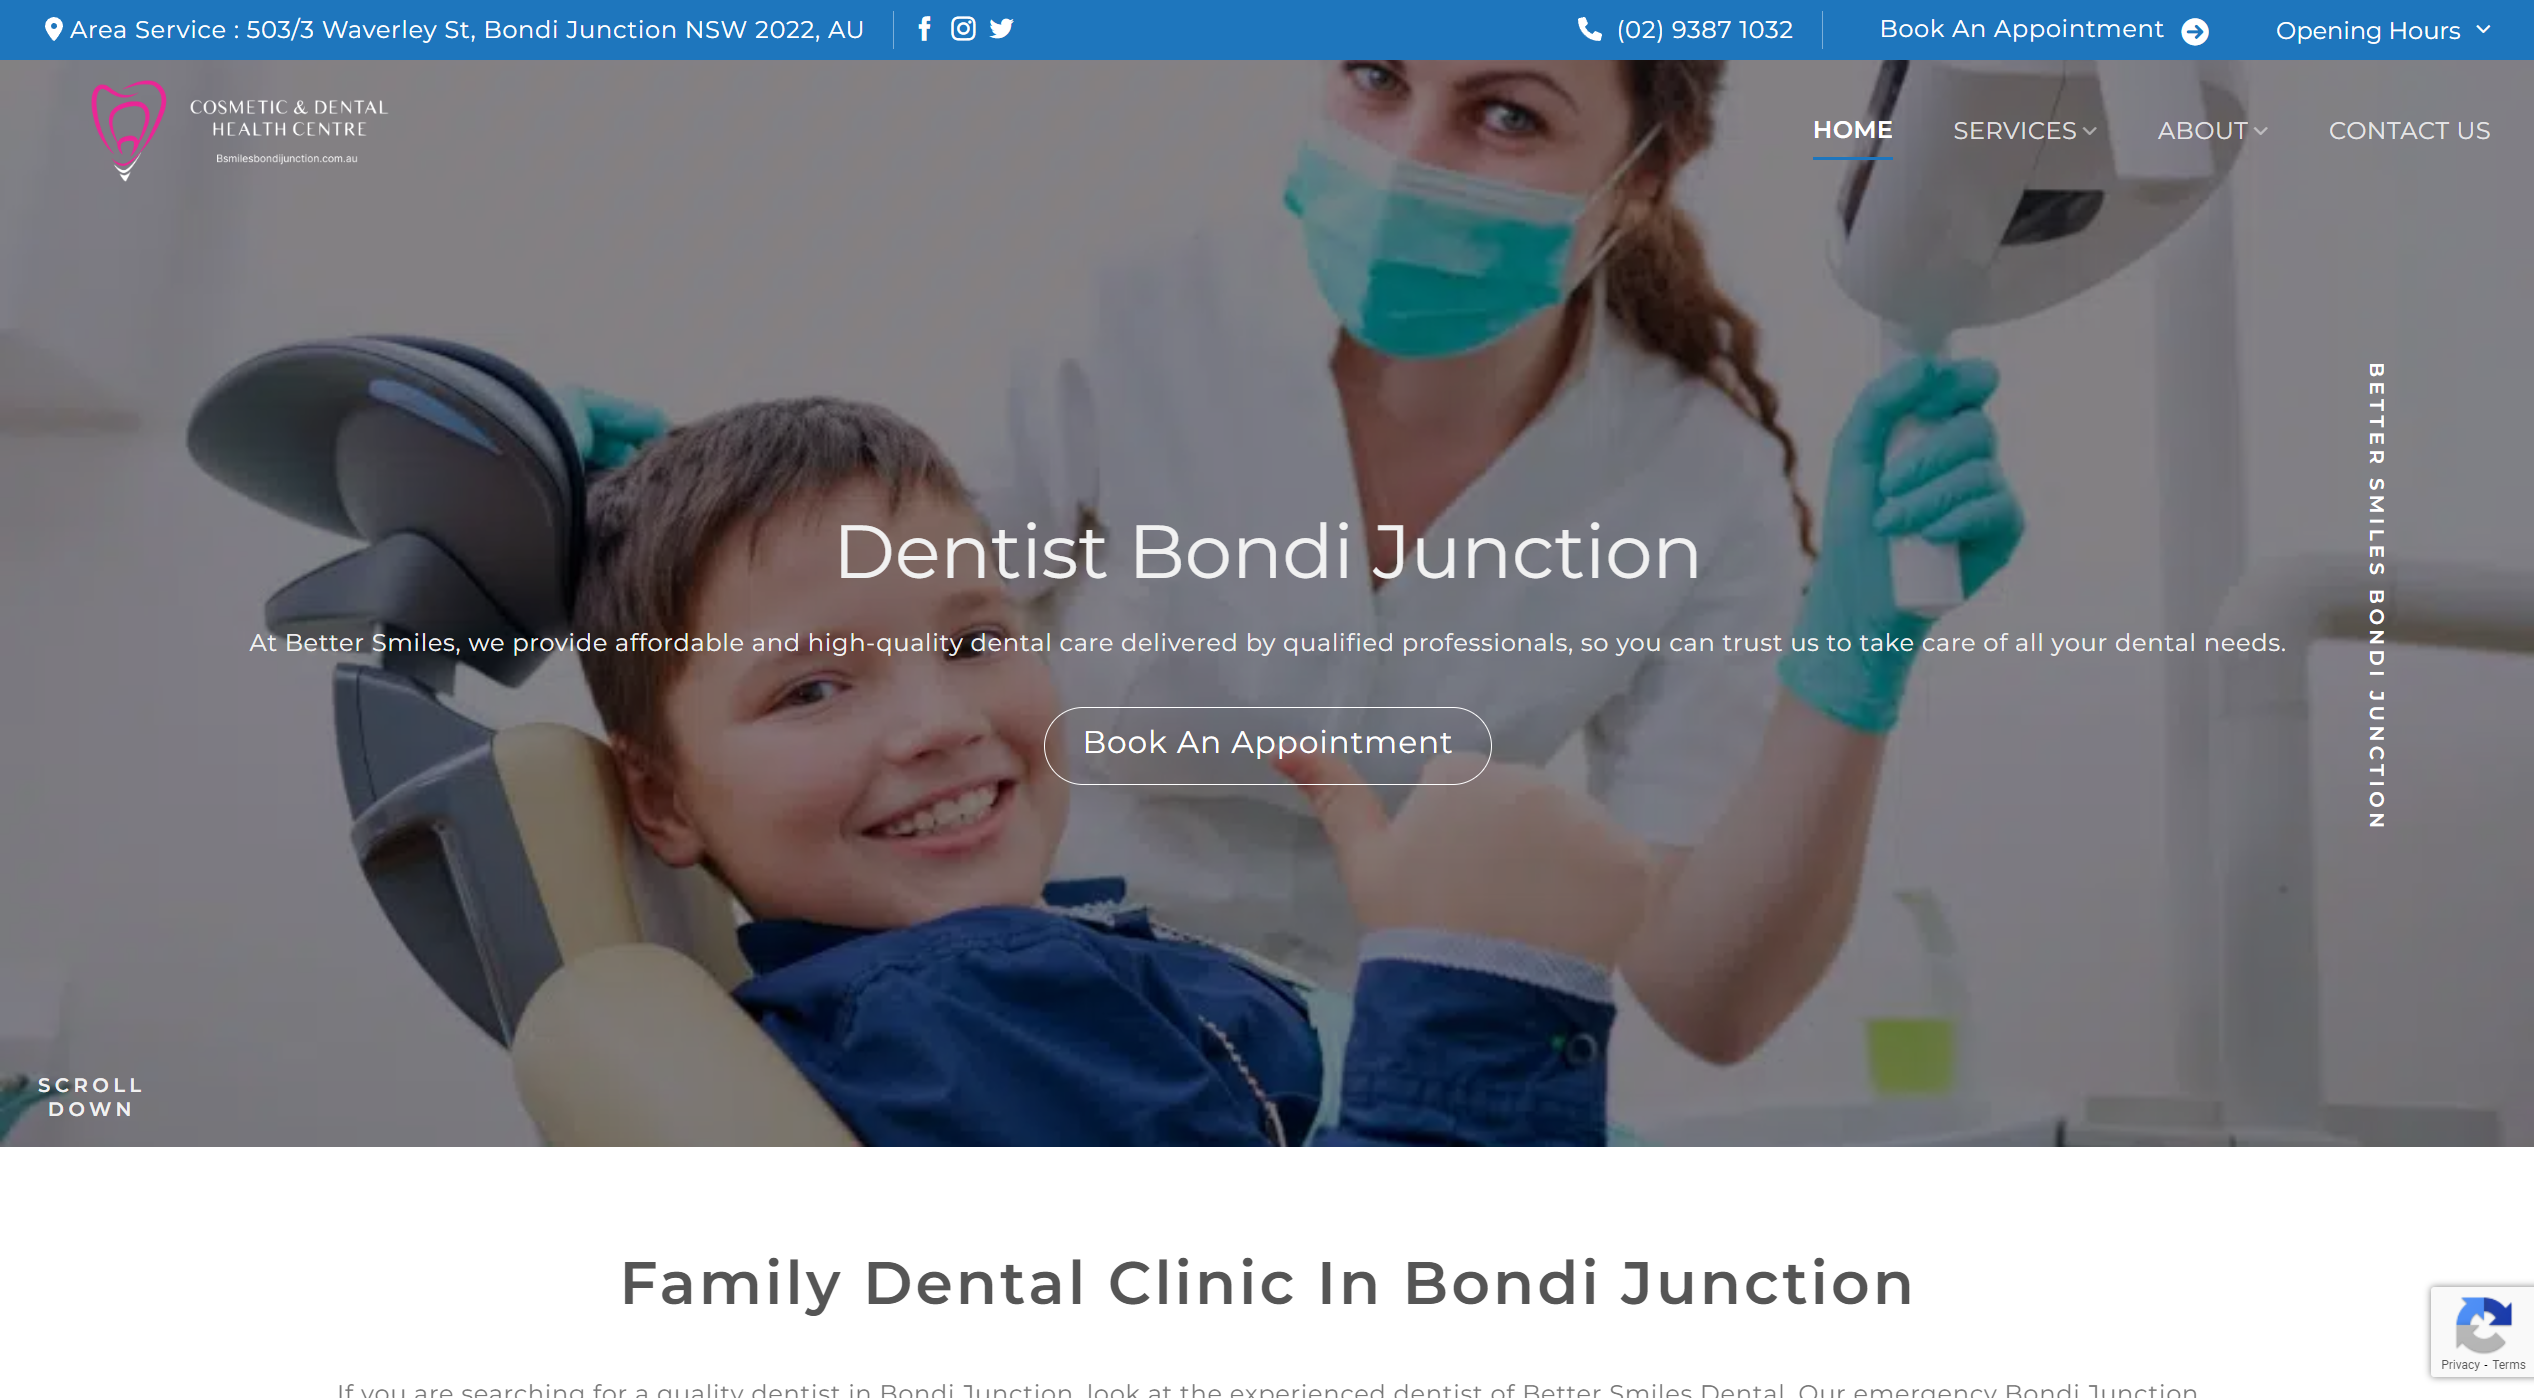 Area Service : 503/3 Waverley St, Bondi Junction NSW 2022, AU
(02) 9387 1032
Book An Appointment
Opening Hours
COSMETIC & DENTAL
HEALTH CENTRE
Bsmilesbondijunction.com.au
HOME
SERVICES
ABOUT
CONTACT US
BETTER SMILES BONDI JUNCTION
Dentist Bondi Junction
At Better Smiles, we provide affordable and high-quality dental care delivered by qualified professionals, so you can trust us to take care of all your dental needs.
Book An Appointment
SCROLL
DOWN
Family Dental Clinic In Bondi Junction
If you are searching for a quality dentist in Bondi Junction, look at the experienced dentist of Better Smiles Dental. Our emergency Bondi Junction
Privacy - Terms